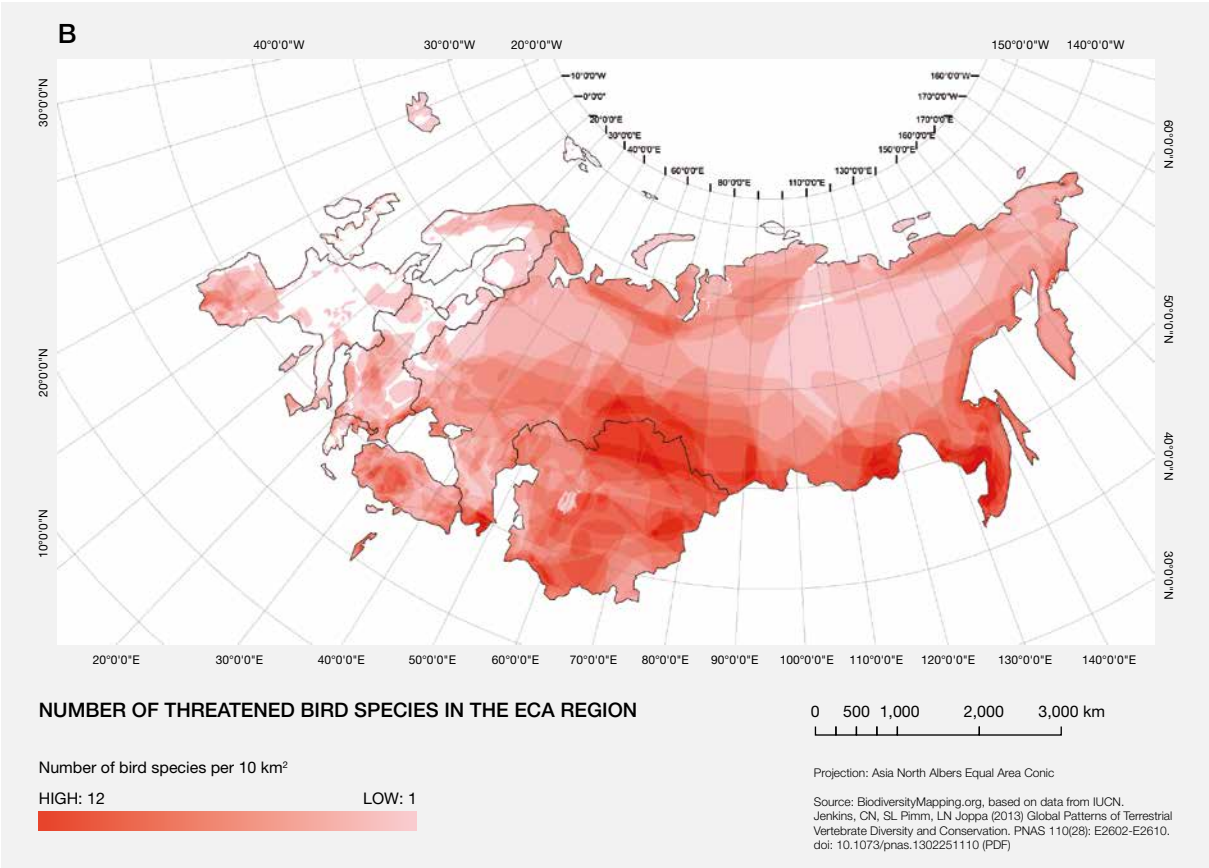 B
40°0'0"W 30°0'0"W 20°0'0"W 150°0'0"W 140°0'0"W
10°0'0"W 160°0'0"W
0°0'0" 170°0'0"W
20°0'0"E 170°0'0"E
30°0'0"E 160°0'0"E
40°0'0"E 150°0'0"E
60°0'0"E 80°0'0"E 110°0'0"E 130°0'0"E
30°0'0"N
20°0'0"N
10°0'0"N
60°0'0"N
50°0'0"N
40°0'0"N
30°0'0"N
20°0'0"E 30°0'0"E 40°0'0"E 50°0'0"E 60°0'0"E 70°0'0"E 80°0'0"E 90°0'0"E 100°0'0"E 110°0'0"E 120°0'0"E 130°0'0"E 140°0'0"E
NUMBER OF THREATENED BIRD SPECIES IN THE ECA REGION
Number of bird species per 10 km²
HIGH: 12 LOW: 1
0 500 1,000 2,000 3,000 km
Projection: Asia North Albers Equal Area Conic
Source: BiodiversityMapping.org, based on data from IUCN.
Jenkins, CN, SL Pimm, LN Joppa (2013) Global Patterns of Terrestrial
Vertebrate Diversity and Conservation. PNAS 110(28): E2602-E2610.
doi: 10.1073/pnas.1302251110 (PDF)